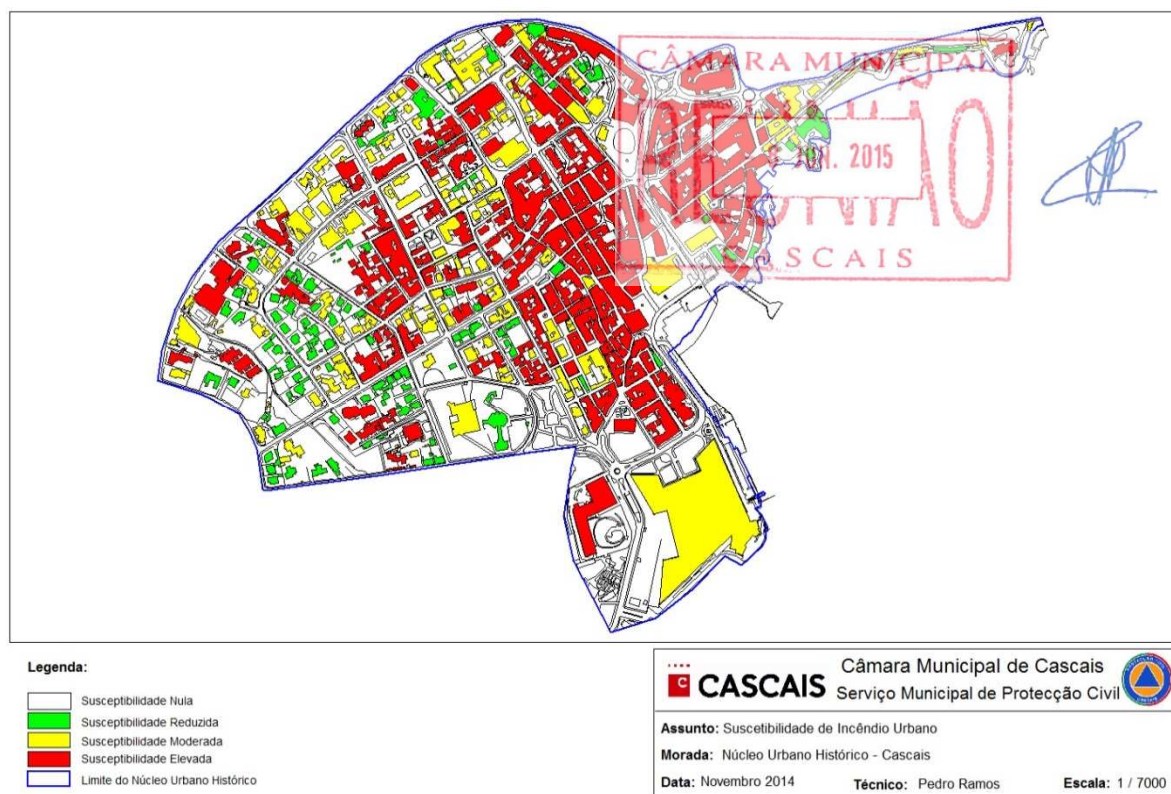 CÂMARA MUNICIPAL
REUNIÃO
JUN. 2015
CASCAIS
Legenda:
Susceptibilidade Nula
Susceptibilidade Reduzida
Susceptibilidade Moderada
Susceptibilidade Elevada
Limite do Núcleo Urbano Histórico
CASCAIS
Câmara Municipal de Cascais
Serviço Municipal de Protecção Civil
Assunto: Suscetibilidade de Incêndio Urbano
Morada: Núcleo Urbano Histórico - Cascais
Data: Novembro 2014 Técnico: Pedro Ramos Escala: 1 / 7000